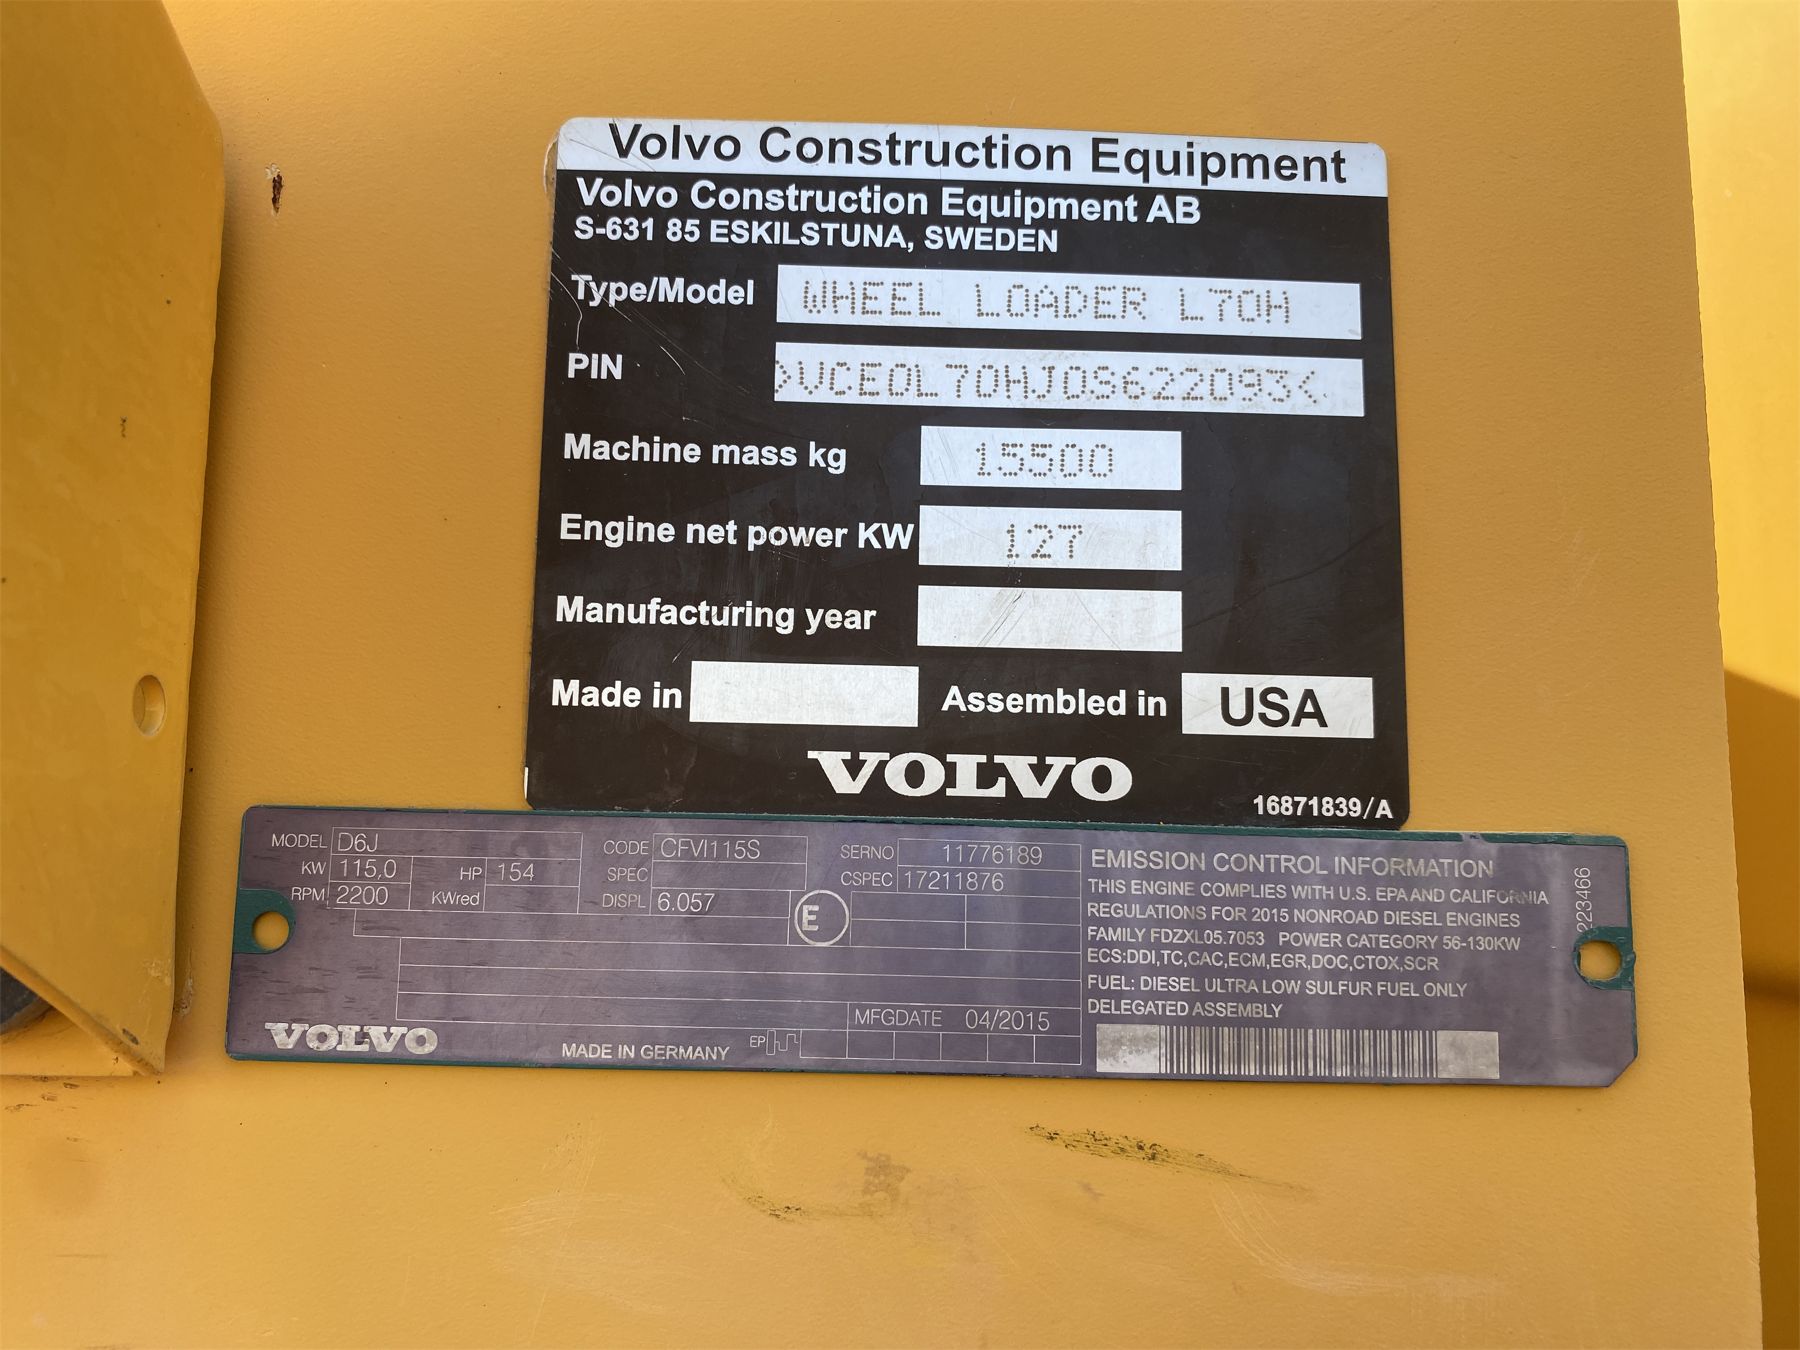 Volvo Construction Equipment
Volvo Construction Equipment AB
S-631 85 ESKILSTUNA, SWEDEN
Type/Model WHEEL LOADER L70H
PIN >VCE0L70HJ0S622093<
Machine mass kg 15500
Engine net power KW 127
Manufacturing year
Made in Assembled in USA
VOLVO
16871839/A
MODEL D6J
KW 115,0 HP 154
RPM 2200 KWred
CODE CFVI115S
SPEC
DISPL 6.057
E
SERNO 11776189
CSPEC 17211876
MFGDATE 04/2015
VOLVO
MADE IN GERMANY
EP
EMISSION CONTROL INFORMATION
THIS ENGINE COMPLIES WITH U.S. EPA AND CALIFORNIA
REGULATIONS FOR 2015 NONROAD DIESEL ENGINES
FAMILY FDZXL05.7053 POWER CATEGORY 56-130KW
ECS:DDI,TC,CAC,ECM,EGR,DOC,CTOX,SCR
FUEL: DIESEL ULTRA LOW SULFUR FUEL ONLY
DELEGATED ASSEMBLY
223466